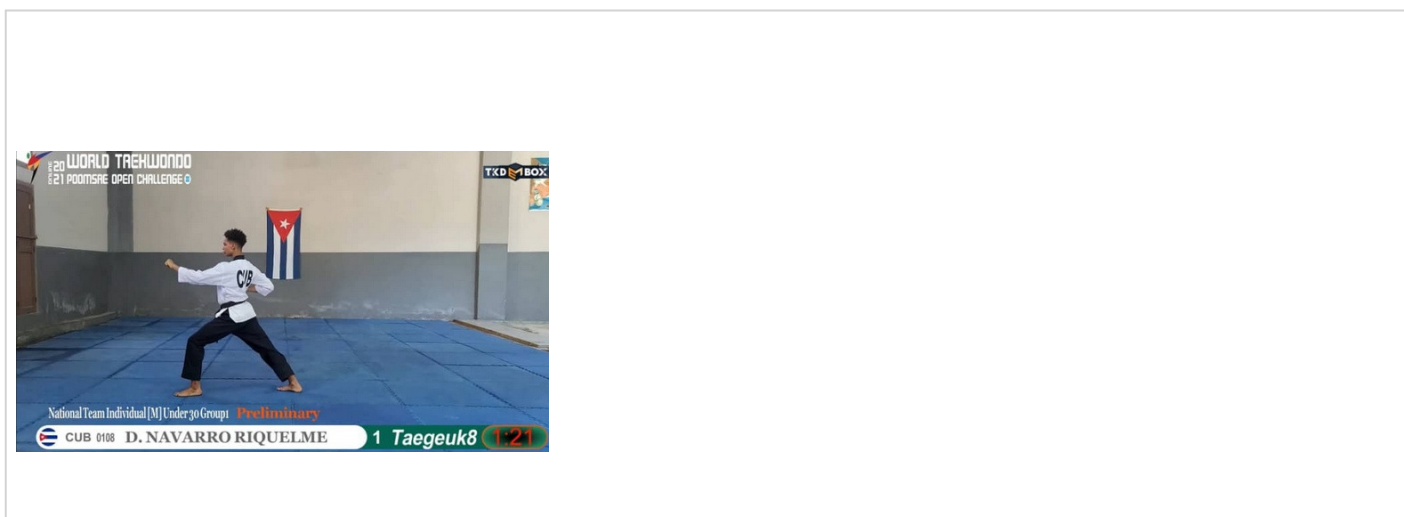 ONLINE 2021 WORLD TAEKWONDO
POOMSAE OPEN CHALLENGE
TKD BOX
CUB
National Team Individual [M] Under 30 Group1 Preliminary
CUB 0108 D. NAVARRO RIQUELME 1 Taegeuk8 1:21